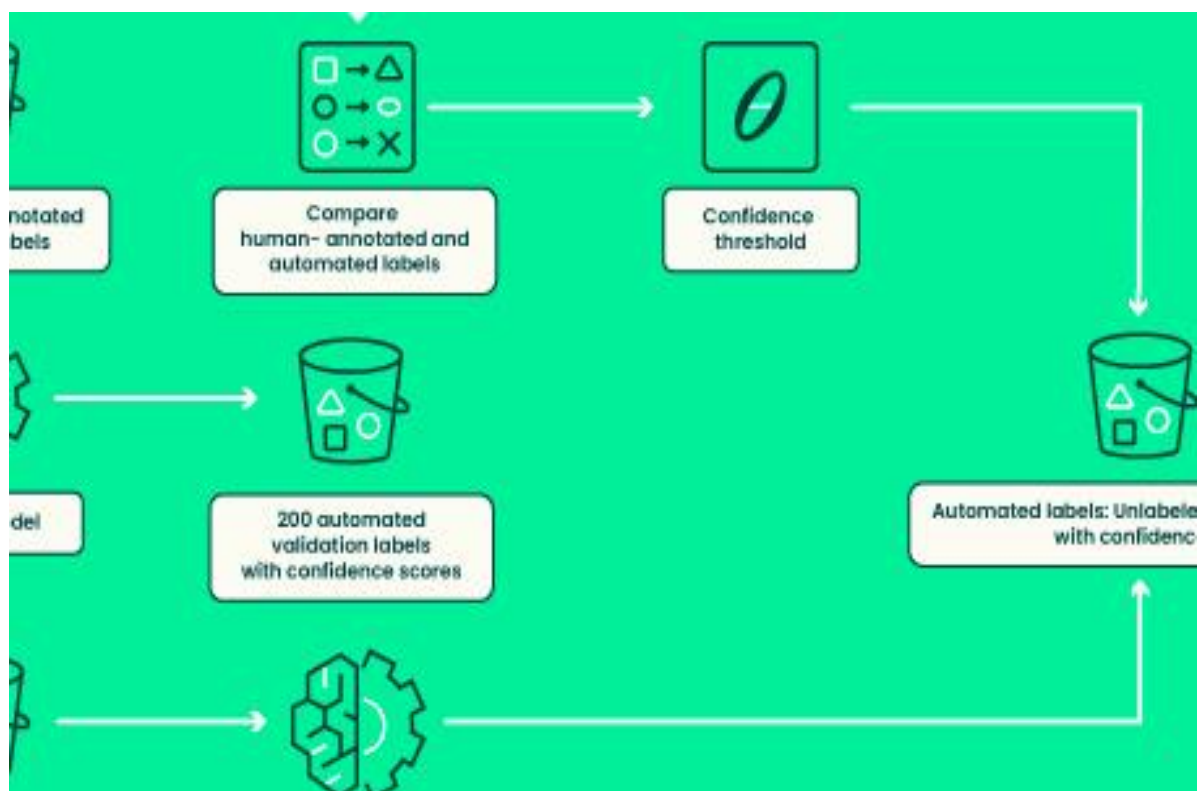 notated
bels
Compare
human- annotated and
automated labels
Confidence
threshold
del
200 automated
validation labels
with confidence scores
Automated labels: Unlabele
with confidenc